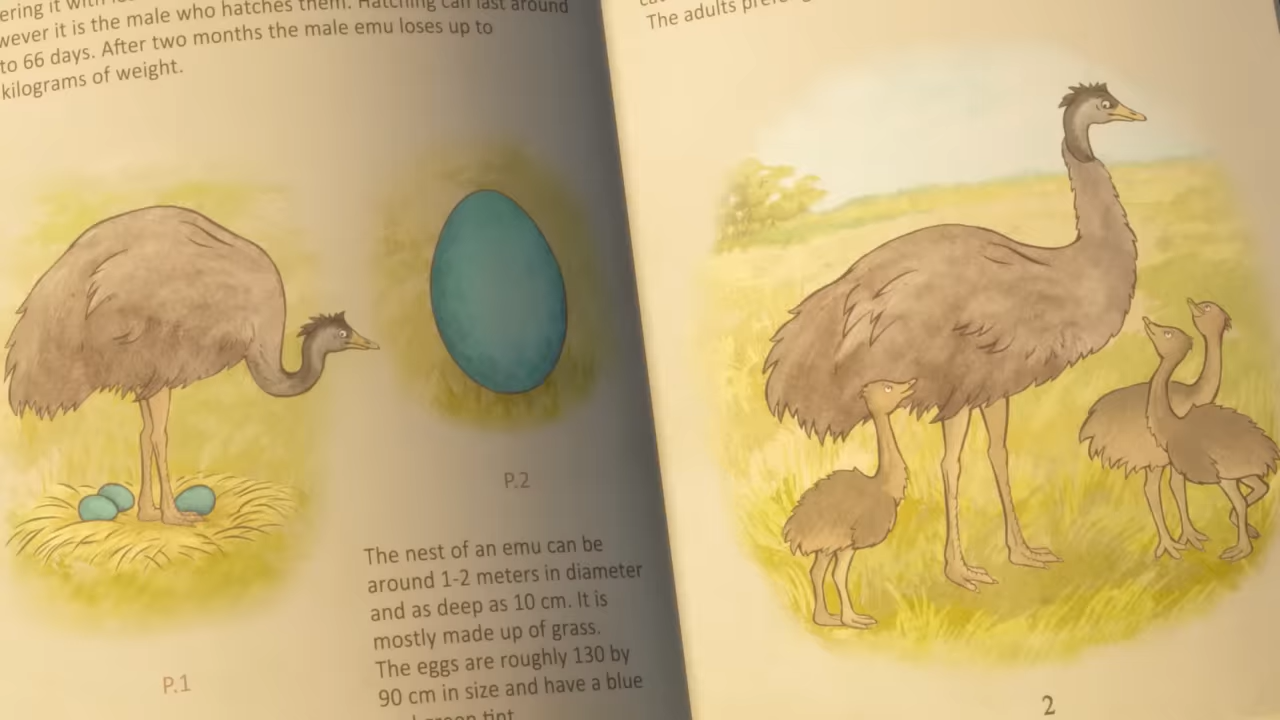 wever it is the male who hatches them. Hatching can last around
to 66 days. After two months the male emu loses up to
kilograms of weight.
P.1
P.2
The nest of an emu can be
around 1-2 meters in diameter
and as deep as 10 cm. It is
mostly made up of grass.
The eggs are roughly 130 by
90 cm in size and have a blue
green tint
The adults
2